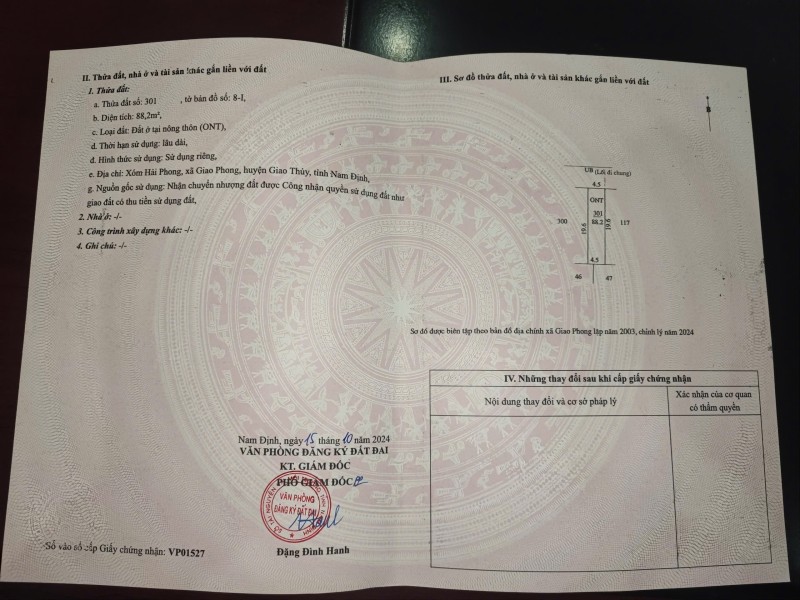 II. Thửa đất, nhà ở và tài sản khác gắn liền với đất
1. Thửa đất:
a. Thửa đất số: 301 , tờ bản đồ số: 8-I,
b. Diện tích: 88,2m²,
c. Loại đất: Đất ở tại nông thôn (ONT),
d. Thời hạn sử dụng: lâu dài,
đ. Hình thức sử dụng: Sử dụng riêng,
e. Địa chỉ: Xóm Hải Phong, xã Giao Phong, huyện Giao Thủy, tỉnh Nam Định,
g. Nguồn gốc sử dụng: Nhận chuyển nhượng đất được Công nhận quyền sử dụng đất như
giao đất có thu tiền sử dụng đất,
2. Nhà ở: -/-
3. Công trình xây dựng khác: -/-
4. Ghi chú: -/-
Nam Định, ngày 15 tháng 10 năm 2024
VĂN PHÒNG ĐĂNG KÝ ĐẤT ĐAI
KT. GIÁM ĐỐC
PHÓ GIÁM ĐỐC
VĂN PHÒNG
ĐĂNG KÝ ĐẤT ĐAI
Đặng Đình Hanh
Số vào sổ cấp Giấy chứng nhận: VP01527
III. Sơ đồ thửa đất, nhà ở và tài sản khác gắn liền với đất
UB (Lối đi chung)
4.5
ONT
301
88.2
19.6
19.6
300
117
4.5
46
47
Sơ đồ được biên tập theo bản đồ địa chính xã Giao Phong lập năm 2003, chỉnh lý năm 2024
IV. Những thay đổi sau khi cấp giấy chứng nhận
Nội dung thay đổi và cơ sở pháp lý
Xác nhận của cơ quan
có thẩm quyền